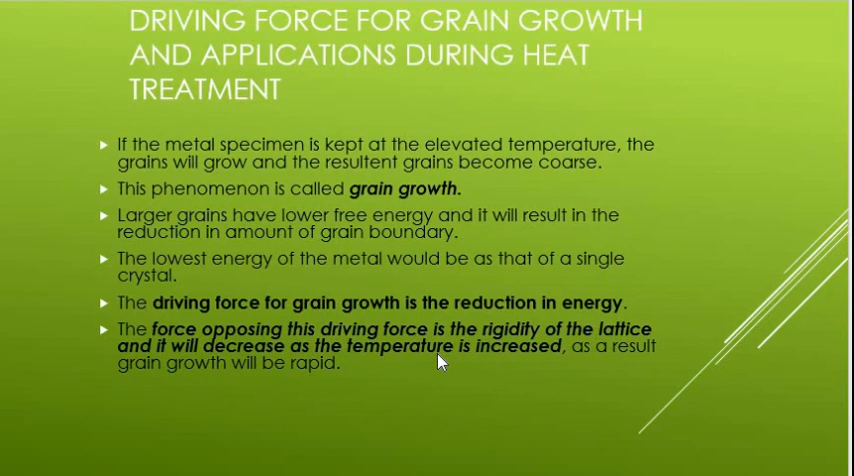 DRIVING FORCE FOR GRAIN GROWTH
AND APPLICATIONS DURING HEAT
TREATMENT
If the metal specimen is kept at the elevated temperature, the
grains will grow and the resultent grains become coarse.
This phenomenon is called grain growth.
Larger grains have lower free energy and it will result in the
reduction in amount of grain boundary.
The lowest energy of the metal would be as that of a single
crystal.
The driving force for grain growth is the reduction in energy.
The force opposing this driving force is the rigidity of the lattice
and it will decrease as the temperature is increased, as a result
grain growth will be rapid.